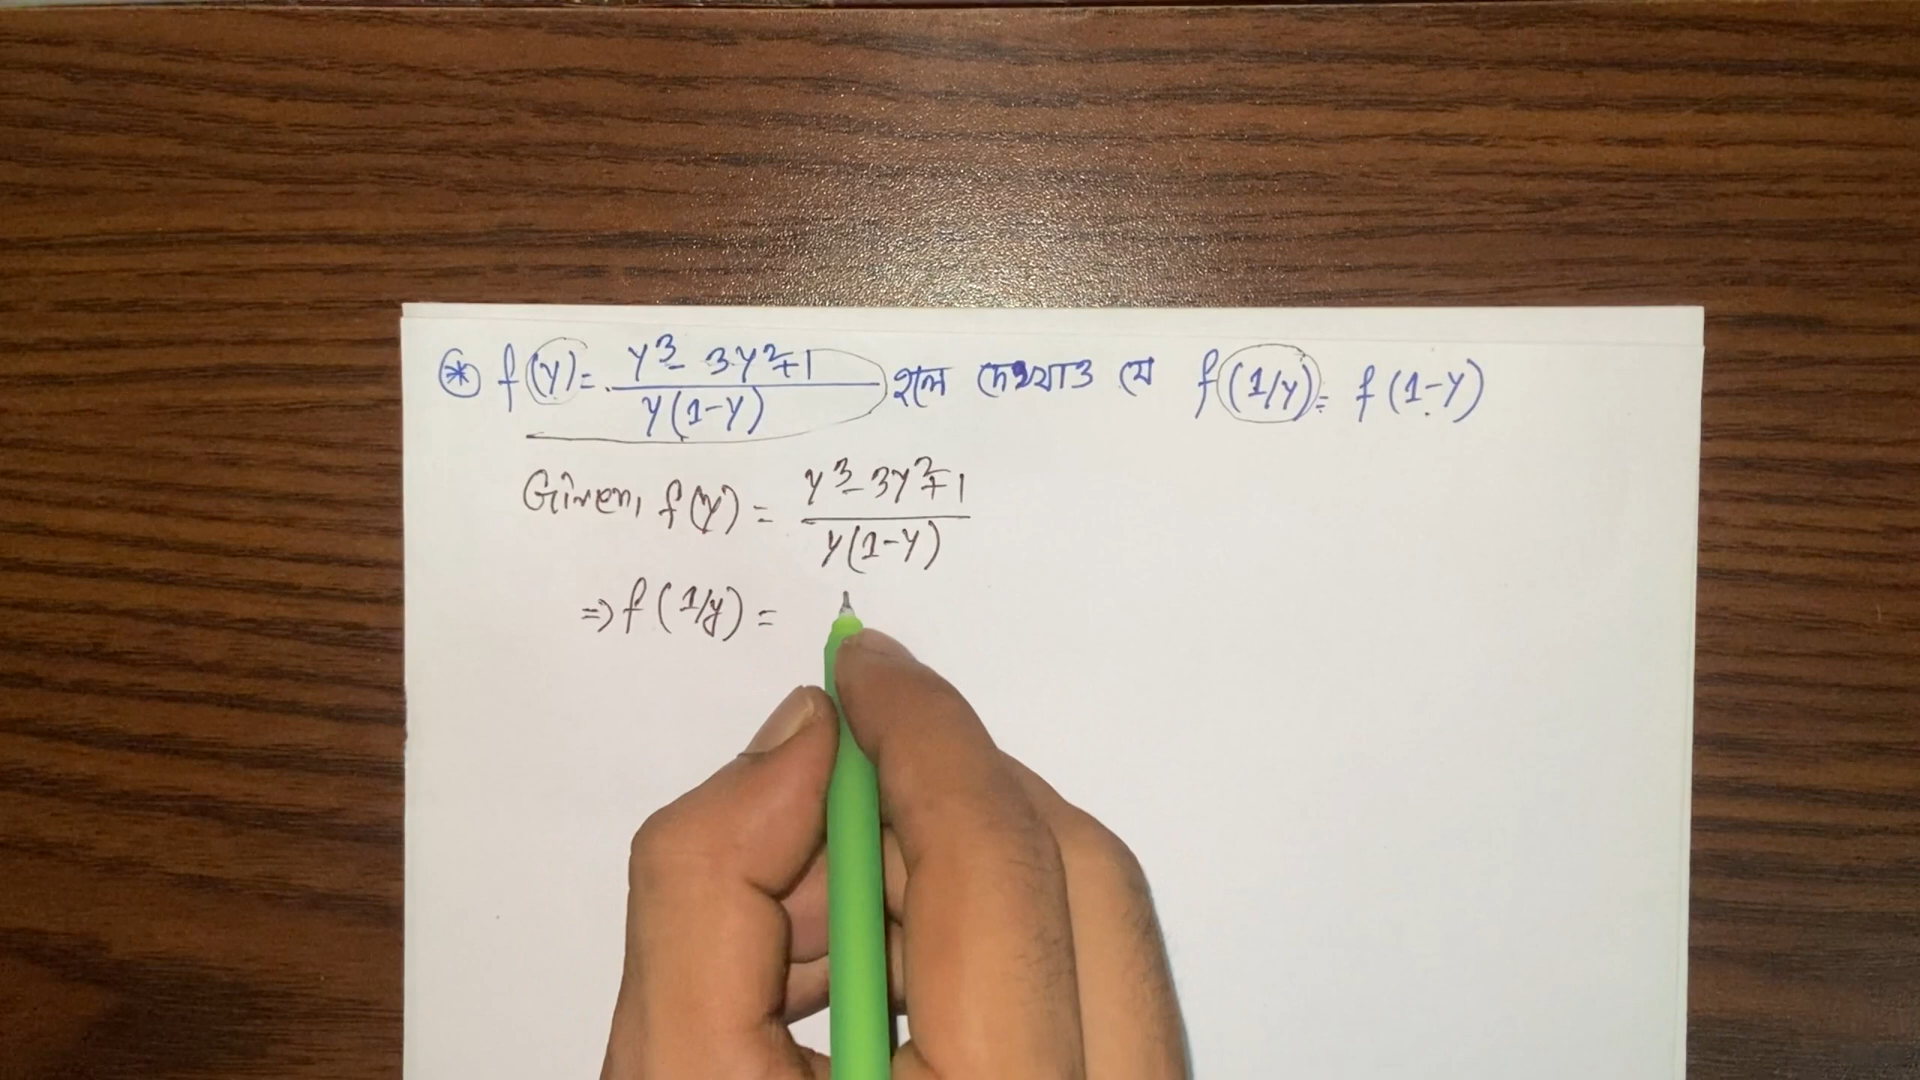 * f(y) = (y³ - 3y² + 1) / (y(1-y)) হলে দেখাও যে f(1/y) = f(1-y)
Given, f(y) = (y³ - 3y² + 1) / (y(1-y))
⇒ f(1/y) =